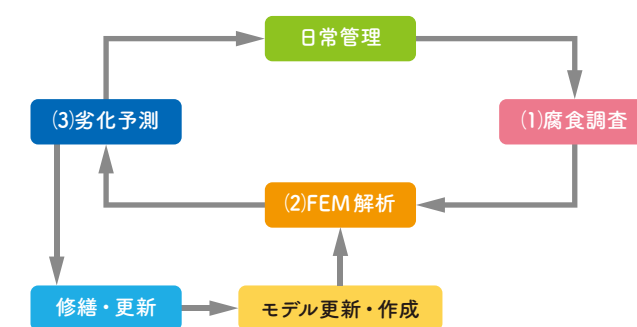 日常管理
(3)劣化予測
(1)腐食調査
(2)FEM解析
修繕・更新
モデル更新・作成